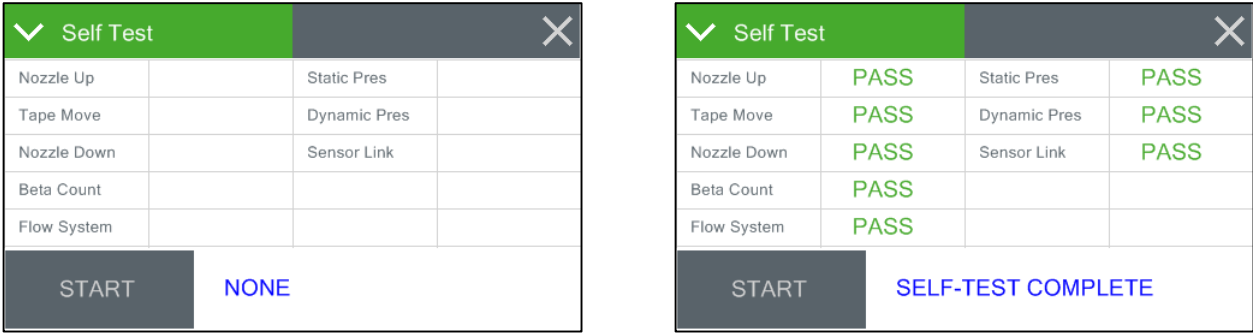 Self Test
Nozzle Up Static Pres
Tape Move Dynamic Pres
Nozzle Down Sensor Link
Beta Count
Flow System
START NONE
Self Test
Nozzle Up PASS Static Pres PASS
Tape Move PASS Dynamic Pres PASS
Nozzle Down PASS Sensor Link PASS
Beta Count PASS
Flow System PASS
START SELF-TEST COMPLETE